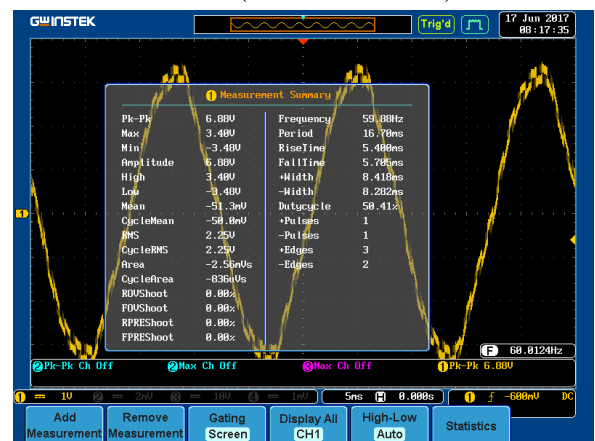 GWINSTEK
Trig'd
17 Jun 2017
08:17:35
1 Measurement Summary
Pk-Pk 6.88V Frequency 59.88Hz
Max 3.40V Period 16.70ms
Min -3.48V RiseTime 5.400ms
Amplitude 6.88V FallTime 5.705ms
High 3.40V +Width 8.418ms
Low -3.48V -Width 8.282ms
1
Mean -51.3mV Dutycycle 50.41%
CycleMean -50.0mV +Pulses 1
RMS 2.25V -Pulses 1
CycleRMS 2.25V +Edges 3
Area -2.56mVs -Edges 2
CycleArea -836uVs
ROVShoot 0.00%
FOVShoot 0.00%
RPREShoot 0.00%
FPREShoot 0.00%
F 60.0124Hz
2 Pk-Pk Ch Off 2 Max Ch Off 3 Max Ch Off 1 Pk-Pk 6.88V
1 1V 2 2mV 3 10V 4 1mV 5ms H 0.000s 1 -600mV DC
Add Measurement
Remove Measurement
Gating
Screen
Display All
CH1
High-Low
Auto
Statistics